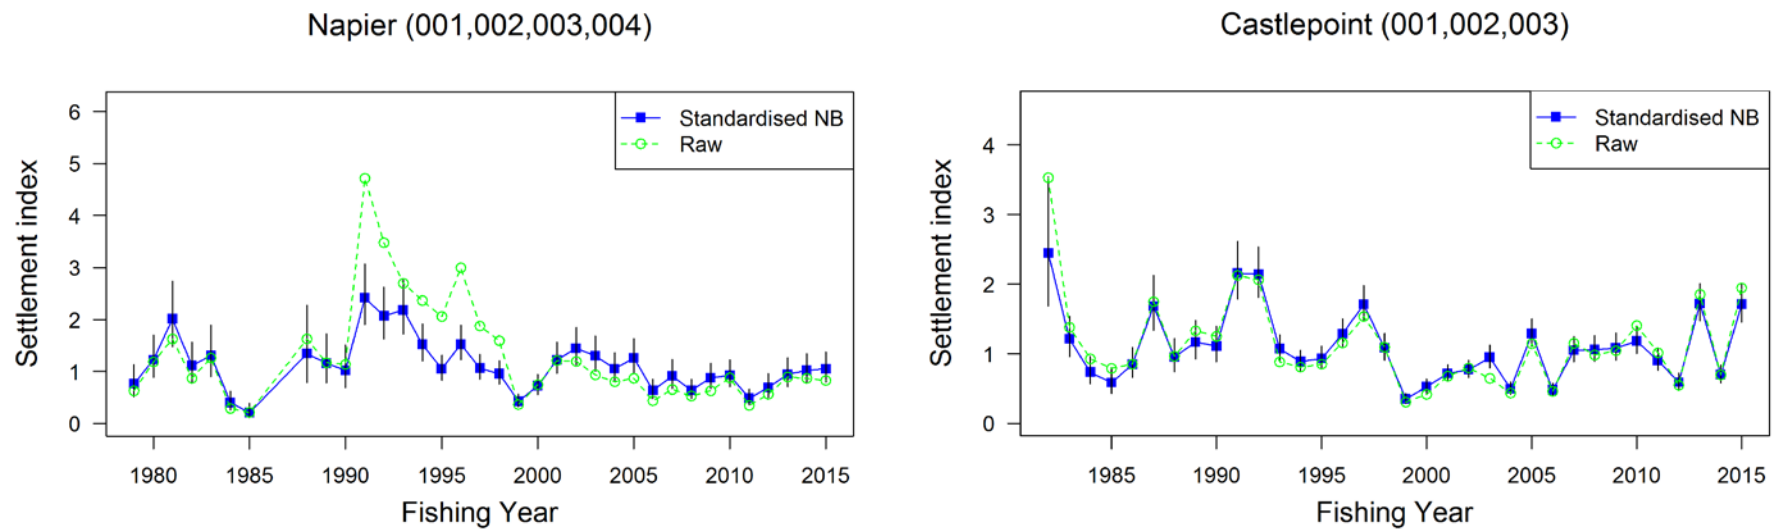 Napier (001,002,003,004)
Settlement index
6
5
4
3
2
1
0
Standardised NB
Raw
1980 1985 1990 1995 2000 2005 2010 2015
Fishing Year
Castlepoint (001,002,003)
Settlement index
4
3
2
1
0
Standardised NB
Raw
1985 1990 1995 2000 2005 2010 2015
Fishing Year